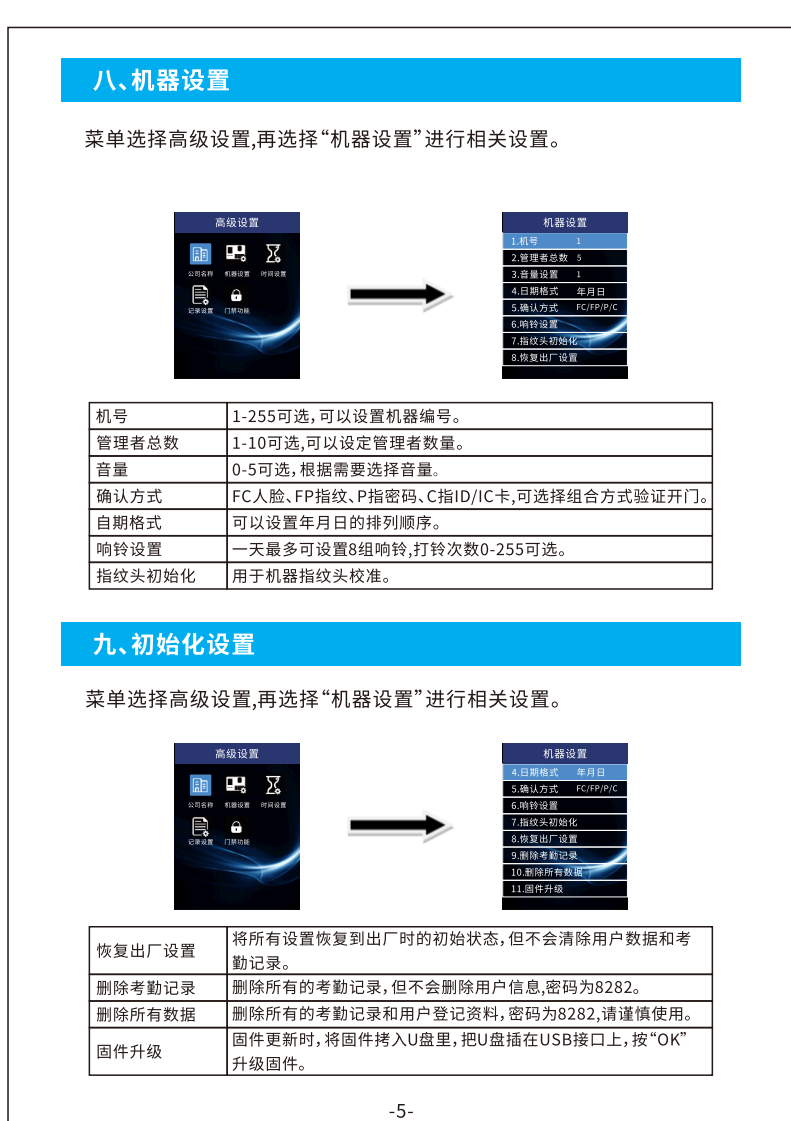 八、机器设置
菜单选择高级设置,再选择“机器设置”进行相关设置。
高级设置
公司名称 机器设置 时间设置
记录设置 门禁功能
机器设置
1.机号 1
2.管理者总数 5
3.音量设置 1
4.日期格式 年月日
5.确认方式 FC/FP/P/C
6.响铃设置
7.指纹头初始化
8.恢复出厂设置
机号 1-255可选，可以设置机器编号。
管理者总数 1-10可选,可以设定管理者数量。
音量 0-5可选，根据需要选择音量。
确认方式 FC人脸、FP指纹、P指密码、C指ID/IC卡,可选择组合方式验证开门。
自期格式 可以设置年月日的排列顺序。
响铃设置 一天最多可设置8组响铃,打铃次数0-255可选。
指纹头初始化 用于机器指纹头校准。
九、初始化设置
菜单选择高级设置,再选择“机器设置”进行相关设置。
高级设置
公司名称 机器设置 时间设置
记录设置 门禁功能
机器设置
4.日期格式 年月日
5.确认方式 FC/FP/P/C
6.响铃设置
7.指纹头初始化
8.恢复出厂设置
9.删除考勤记录
10.删除所有数据
11.固件升级
恢复出厂设置 将所有设置恢复到出厂时的初始状态，但不会清除用户数据和考
勤记录。
删除考勤记录 删除所有的考勤记录，但不会删除用户信息,密码为8282。
删除所有数据 删除所有的考勤记录和用户登记资料，密码为8282,请谨慎使用。
固件升级 固件更新时，将固件拷入U盘里，把U盘插在USB接口上，按“OK”
升级固件。
-5-